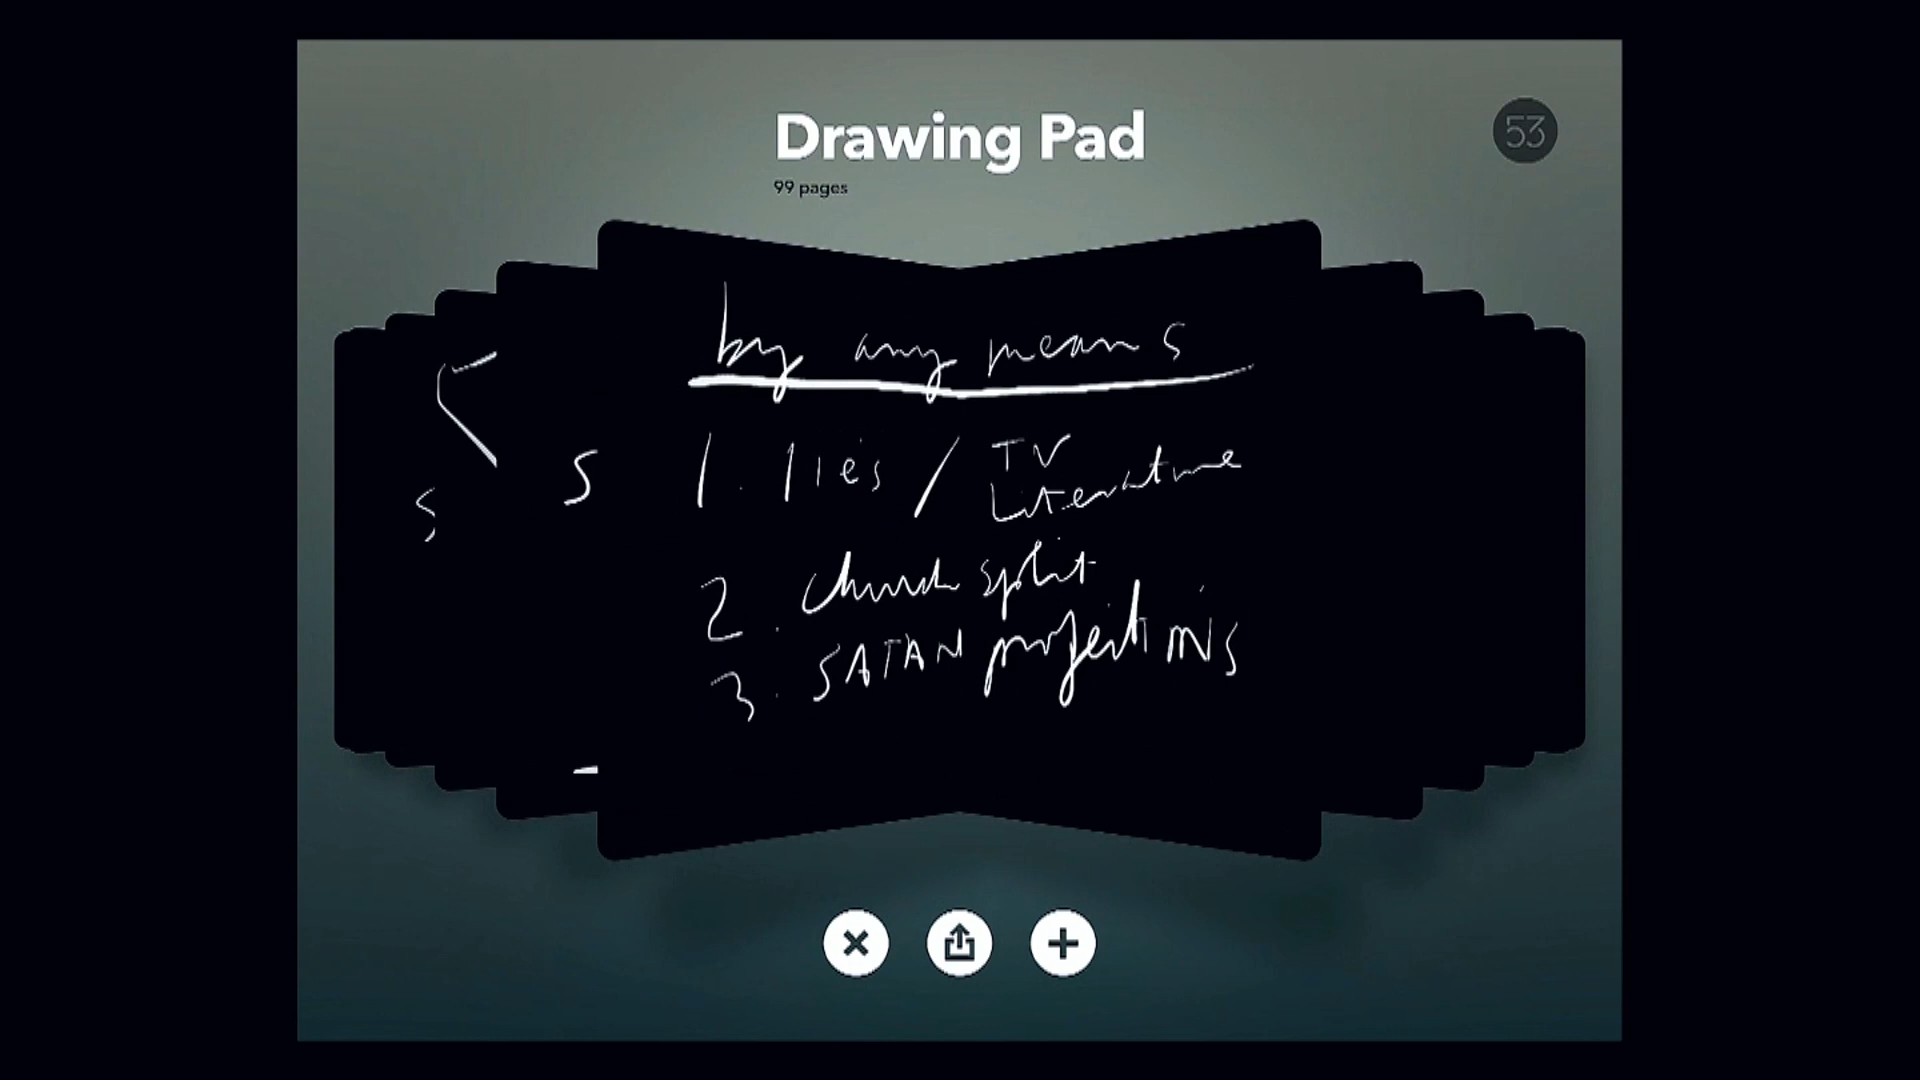 Drawing Pad
99 pages
53
by any means
1. lies / TV
Literature
2. church split
3. SATAN projections
S
S